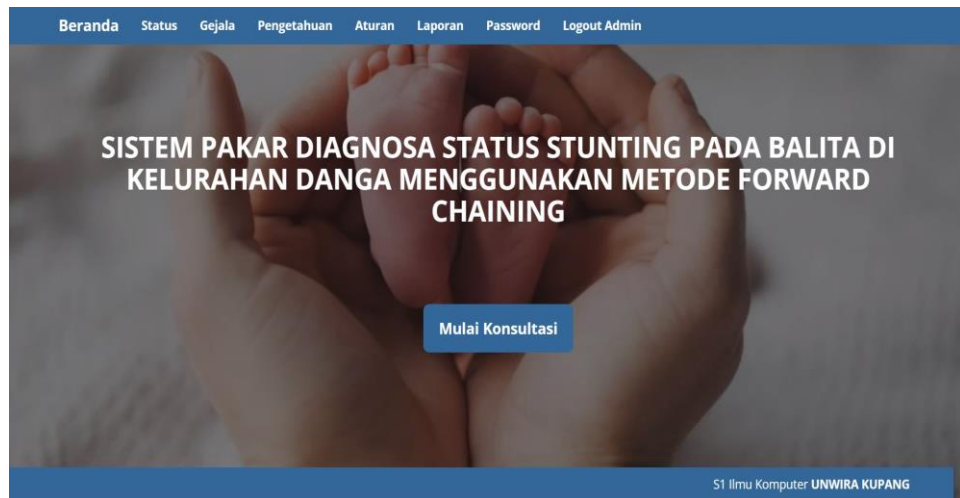 Beranda Status Gejala Pengetahuan Aturan Laporan Password Logout Admin
SISTEM PAKAR DIAGNOSA STATUS STUNTING PADA BALITA DI
KELURAHAN DANGA MENGGUNAKAN METODE FORWARD
CHAINING
Mulai Konsultasi
S1 Ilmu Komputer UNWIRA KUPANG